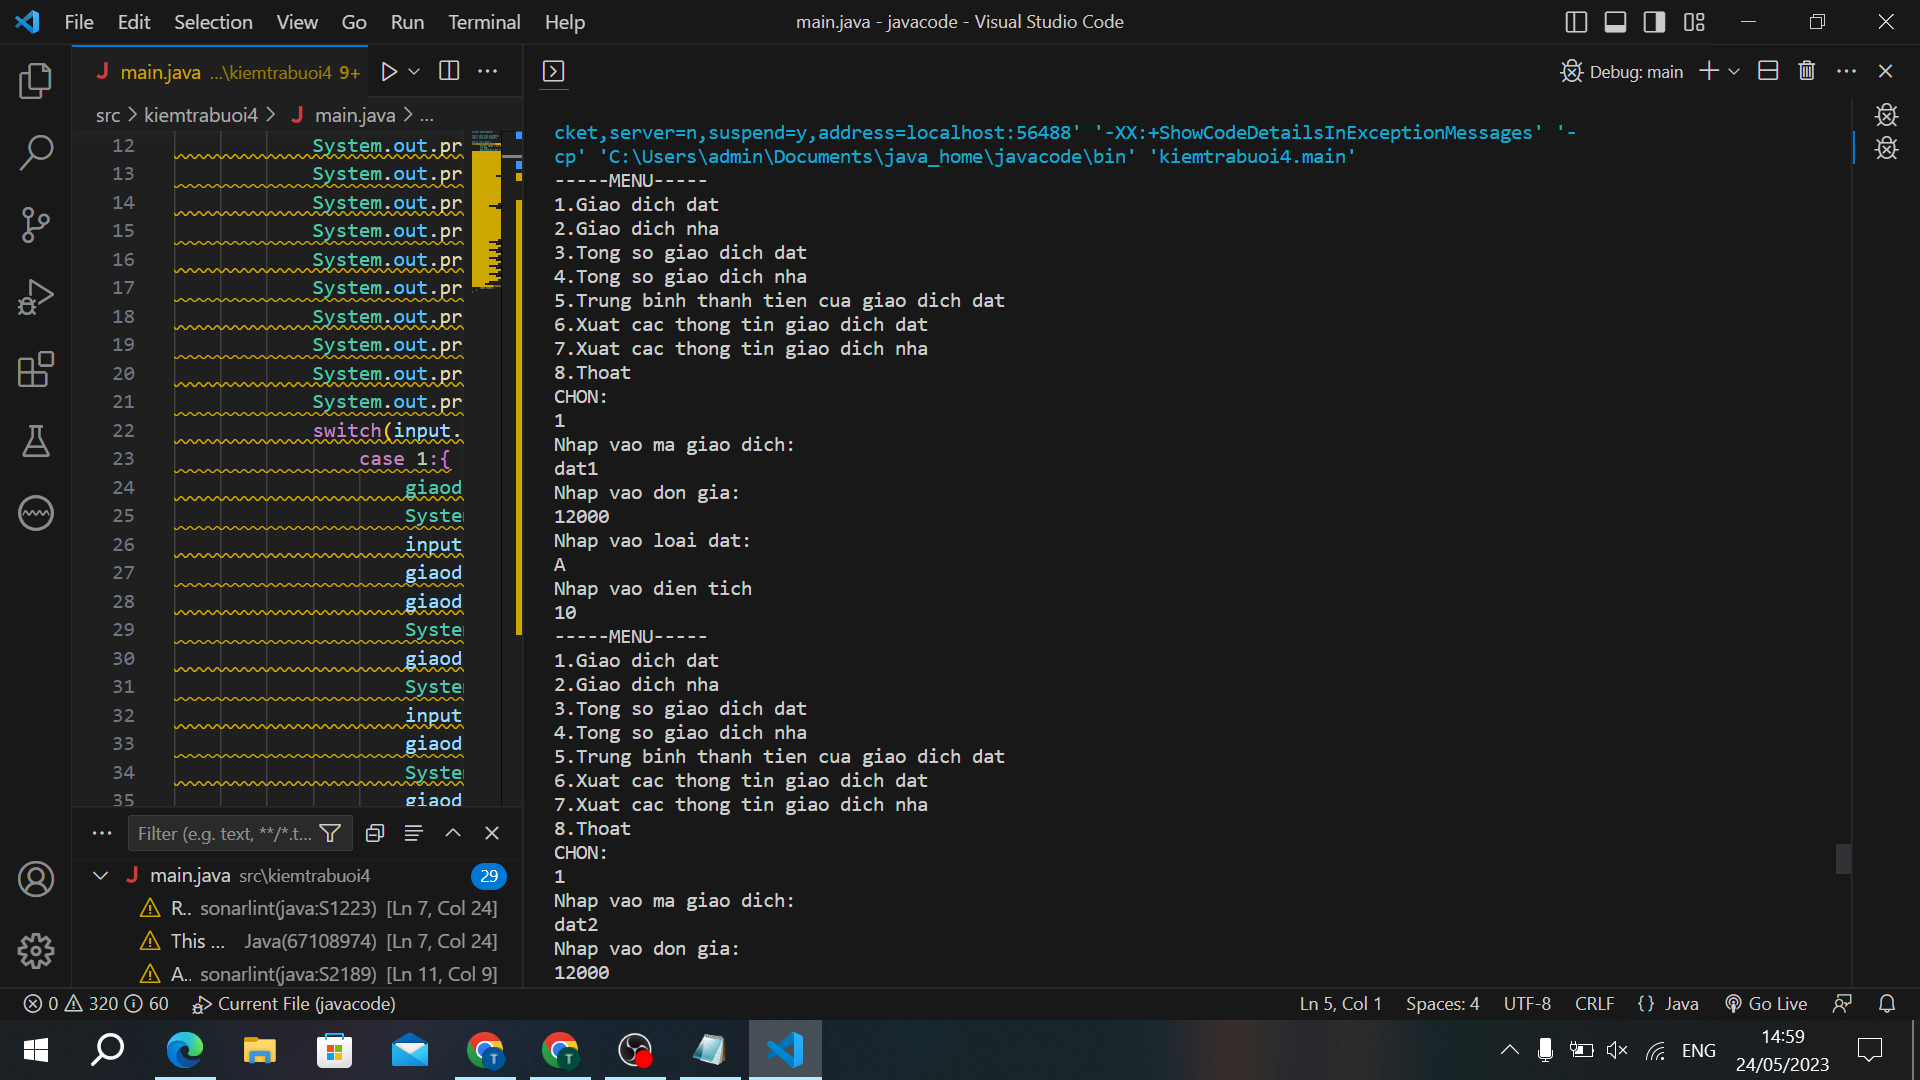 File Edit Selection View Go Run Terminal Help
main.java - javacode - Visual Studio Code
main.java ...\kiemtrabuoi4 9+
Debug: main
src > kiemtrabuoi4 > main.java > ...
12 System.out.pr
13 System.out.pr
14 System.out.pr
15 System.out.pr
16 System.out.pr
17 System.out.pr
18 System.out.pr
19 System.out.pr
20 System.out.pr
21 System.out.pr
22 switch(input.
23 case 1:{
24 giaod
25 System
26 input
27 giaod
28 giaod
29 System
30 giaod
31 System
32 input
33 giaod
34 System
35 giaod
Filter (e.g. text, **/*.t...
main.java src\kiemtrabuoi4 29
R.. sonarlint(java:S1223) [Ln 7, Col 24]
This ... Java(67108974) [Ln 7, Col 24]
A.. sonarlint(java:S2189) [Ln 11, Col 9]
cket,server=n,suspend=y,address=localhost:56488' '-XX:+ShowCodeDetailsInExceptionMessages' '-
cp' 'C:\Users\admin\Documents\java_home\javacode\bin' 'kiemtrabuoi4.main'
-----MENU-----
1.Giao dich dat
2.Giao dich nha
3.Tong so giao dich dat
4.Tong so giao dich nha
5.Trung binh thanh tien cua giao dich dat
6.Xuat cac thong tin giao dich dat
7.Xuat cac thong tin giao dich nha
8.Thoat
CHON:
1
Nhap vao ma giao dich:
dat1
Nhap vao don gia:
12000
Nhap vao loai dat:
A
Nhap vao dien tich
10
-----MENU-----
1.Giao dich dat
2.Giao dich nha
3.Tong so giao dich dat
4.Tong so giao dich nha
5.Trung binh thanh tien cua giao dich dat
6.Xuat cac thong tin giao dich dat
7.Xuat cac thong tin giao dich nha
8.Thoat
CHON:
1
Nhap vao ma giao dich:
dat2
Nhap vao don gia:
12000
0 320 60 Current File (javacode)
Ln 5, Col 1 Spaces: 4 UTF-8 CRLF {} Java Go Live
T T
ENG
14:59
24/05/2023